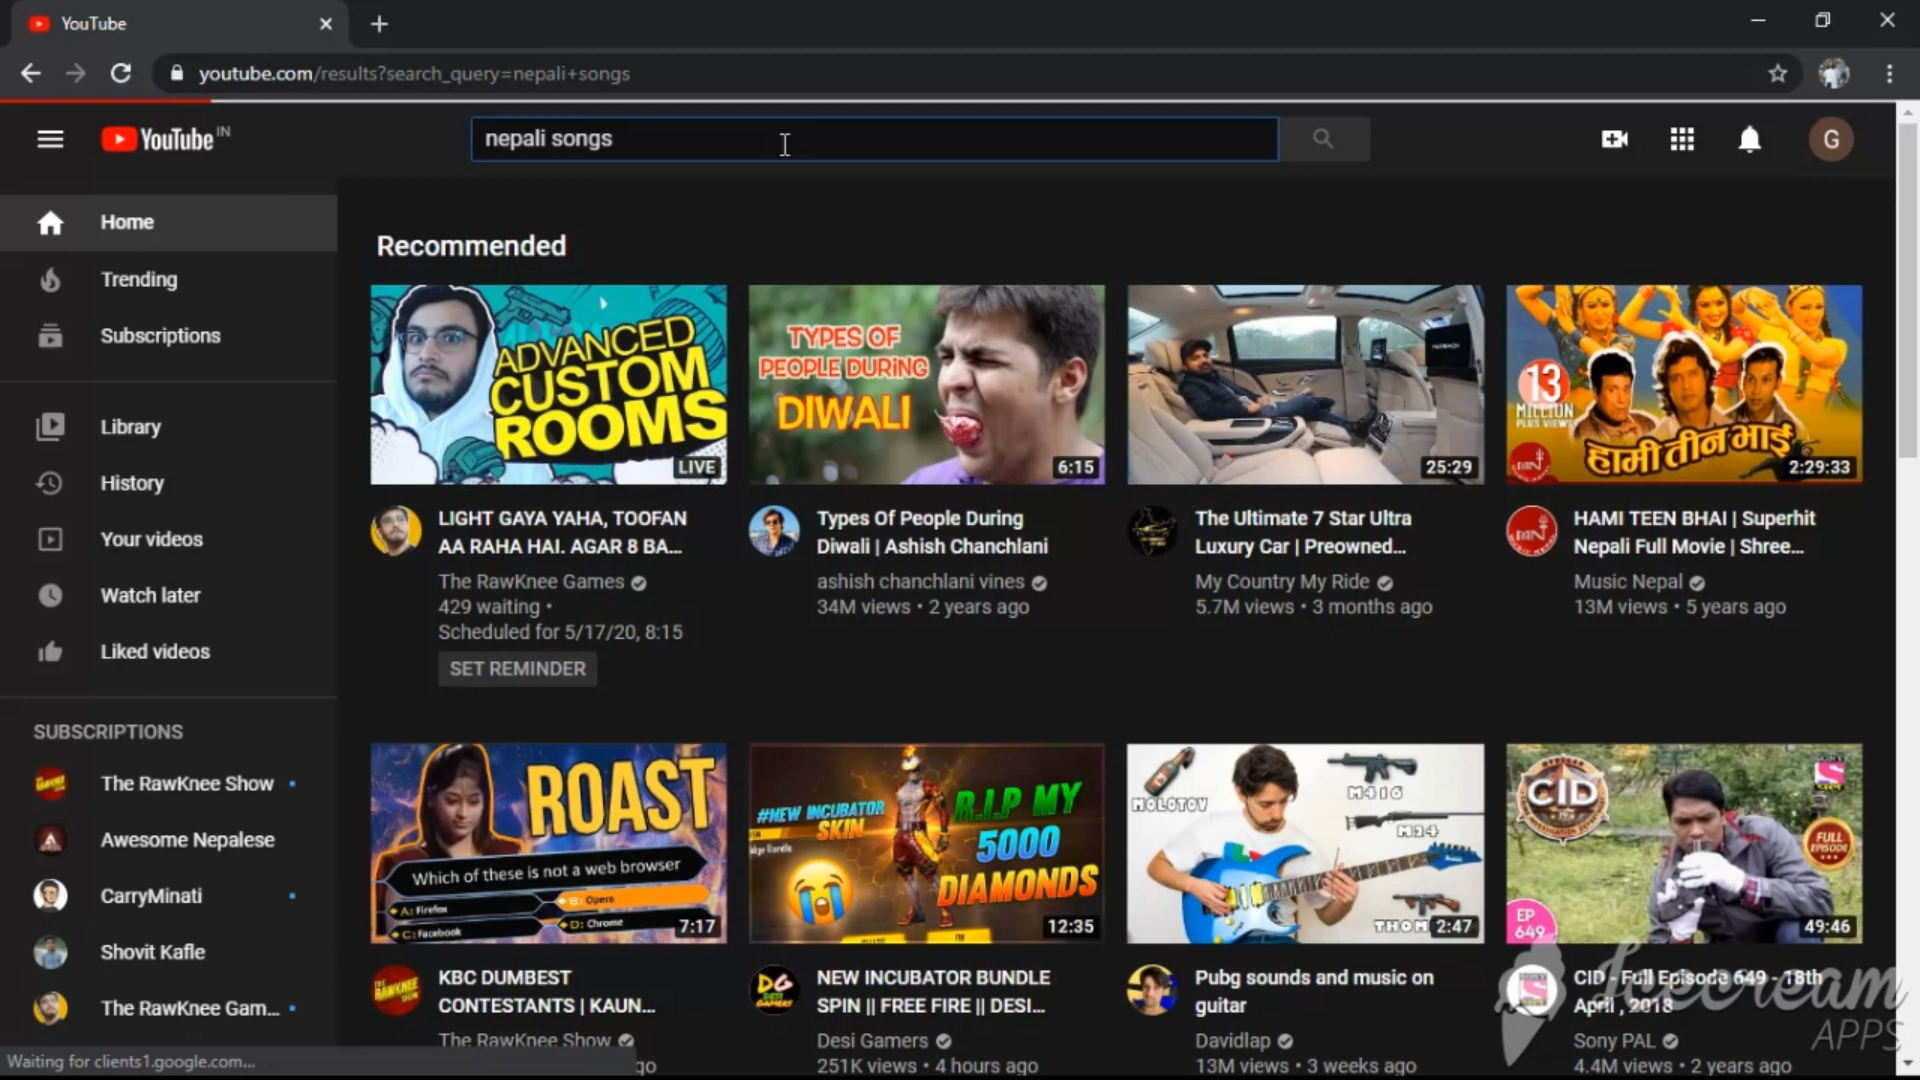 YouTube
youtube.com/results?search_query=nepali+songs
YouTube IN
nepali songs
G
Home
Trending
Subscriptions
Library
History
Your videos
Watch later
Liked videos
SUBSCRIPTIONS
The RawKnee Show
Awesome Nepalese
CarryMinati
Shovit Kafle
The RawKnee Gam...
Waiting for clients1.google.com...
Recommended
ADVANCED
CUSTOM
ROOMS
LIVE
LIGHT GAYA YAHA, TOOFAN
AA RAHA HAI. AGAR 8 BA...
The RawKnee Games
429 waiting •
Scheduled for 5/17/20, 8:15
SET REMINDER
TYPES OF
PEOPLE DURING
DIWALI
6:15
Types Of People During
Diwali | Ashish Chanchlani
ashish chanchlani vines
34M views • 2 years ago
25:29
The Ultimate 7 Star Ultra
Luxury Car | Preowned...
My Country My Ride
5.7M views • 3 months ago
13
MILLION
PLUS VIEWS
हामी तीन भाई
2:29:33
HAMI TEEN BHAI | Superhit
Nepali Full Movie | Shree...
Music Nepal
13M views • 5 years ago
ROAST
Which of these is not a web browser
A: Firefox
B: Opera
C: Facebook
D: Chrome
7:17
KBC DUMBEST
CONTESTANTS | KAUN...
The RawKnee Show
go
#NEW INCUBATOR
SKIN
R.I.P MY
5000
DIAMONDS
12:35
DG
NEW INCUBATOR BUNDLE
SPIN || FREE FIRE || DESI...
Desi Gamers
251K views • 4 hours ago
MOLOTOV
M416
M24
THOM
2:47
Pubg sounds and music on
guitar
Davidlap
13M views • 3 weeks ago
CID
FULL
EPISODE
EP
649
49:46
CID - Full Episode 649 - 18th
April , 2018
Sony PAL
4.4M views • 2 years ago
Icecream
APPS